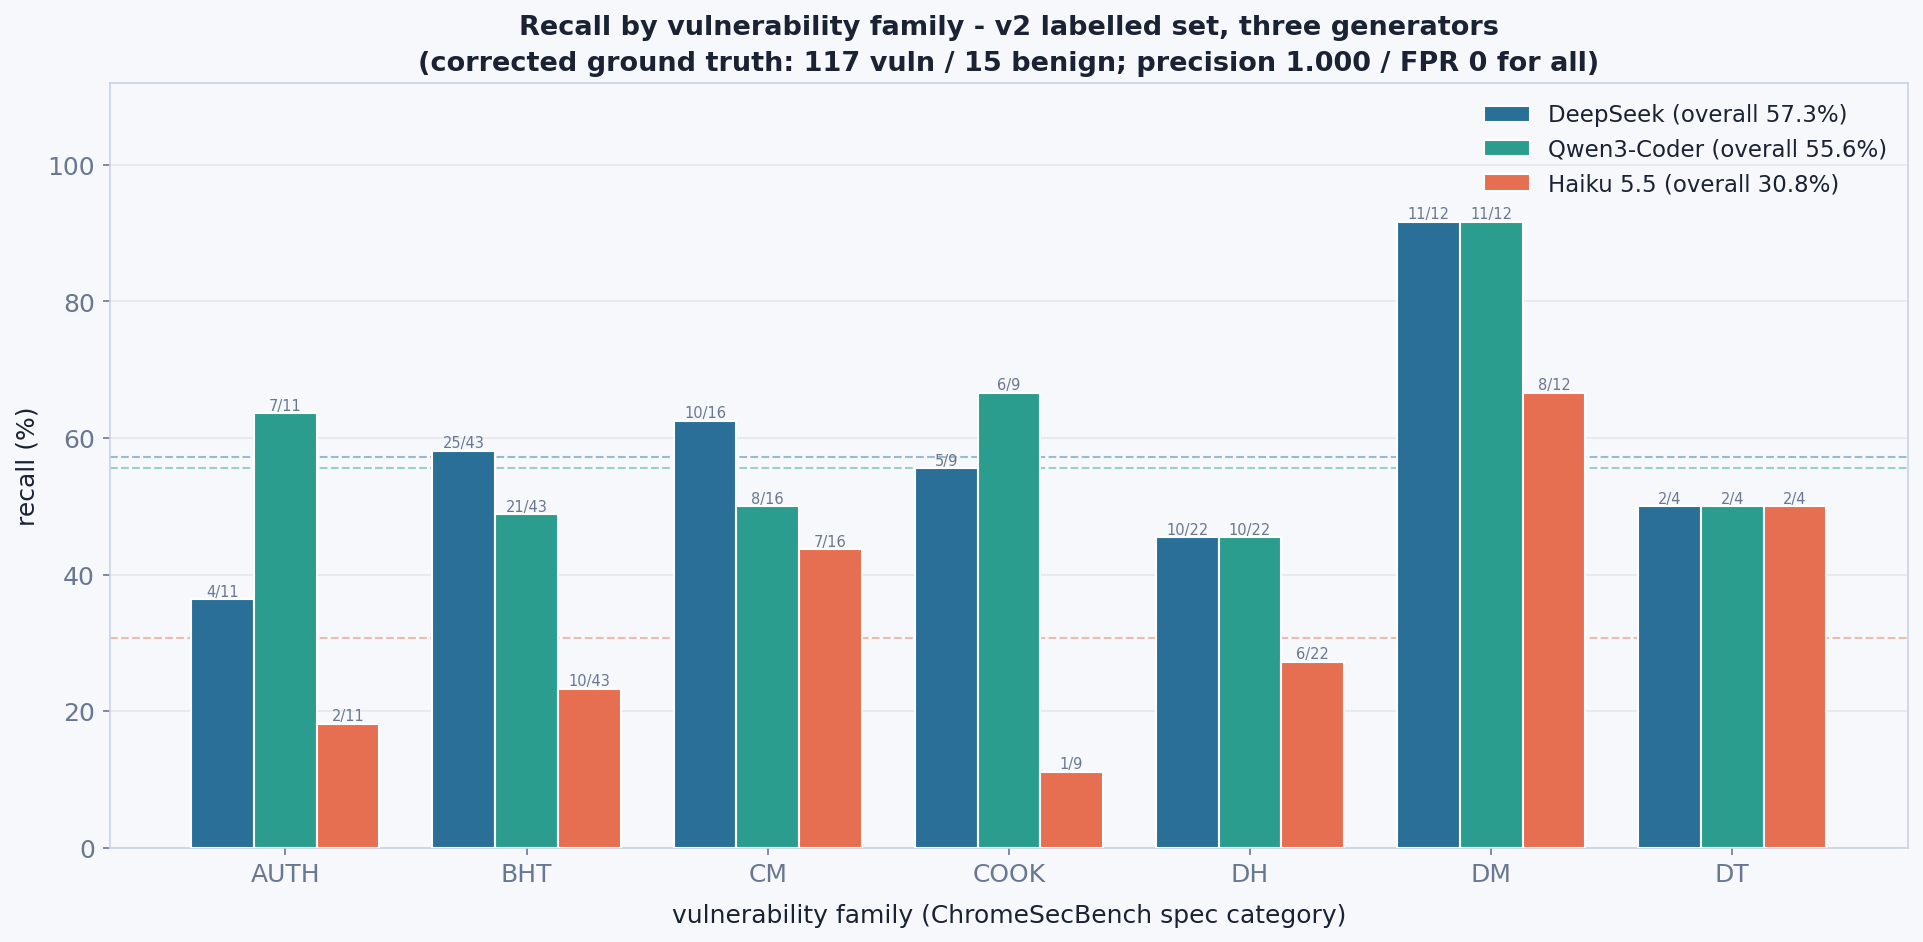 Recall by vulnerability family - v2 labelled set, three generators
(corrected ground truth: 117 vuln / 15 benign; precision 1.000 / FPR 0 for all)
DeepSeek (overall 57.3%)
Qwen3-Coder (overall 55.6%)
Haiku 5.5 (overall 30.8%)
recall (%)
100
80
60
40
20
0
4/11
7/11
2/11
25/43
21/43
10/43
10/16
8/16
7/16
5/9
6/9
1/9
10/22
10/22
6/22
11/12
11/12
8/12
2/4
2/4
2/4
AUTH
BHT
CM
COOK
DH
DM
DT
vulnerability family (ChromeSecBench spec category)